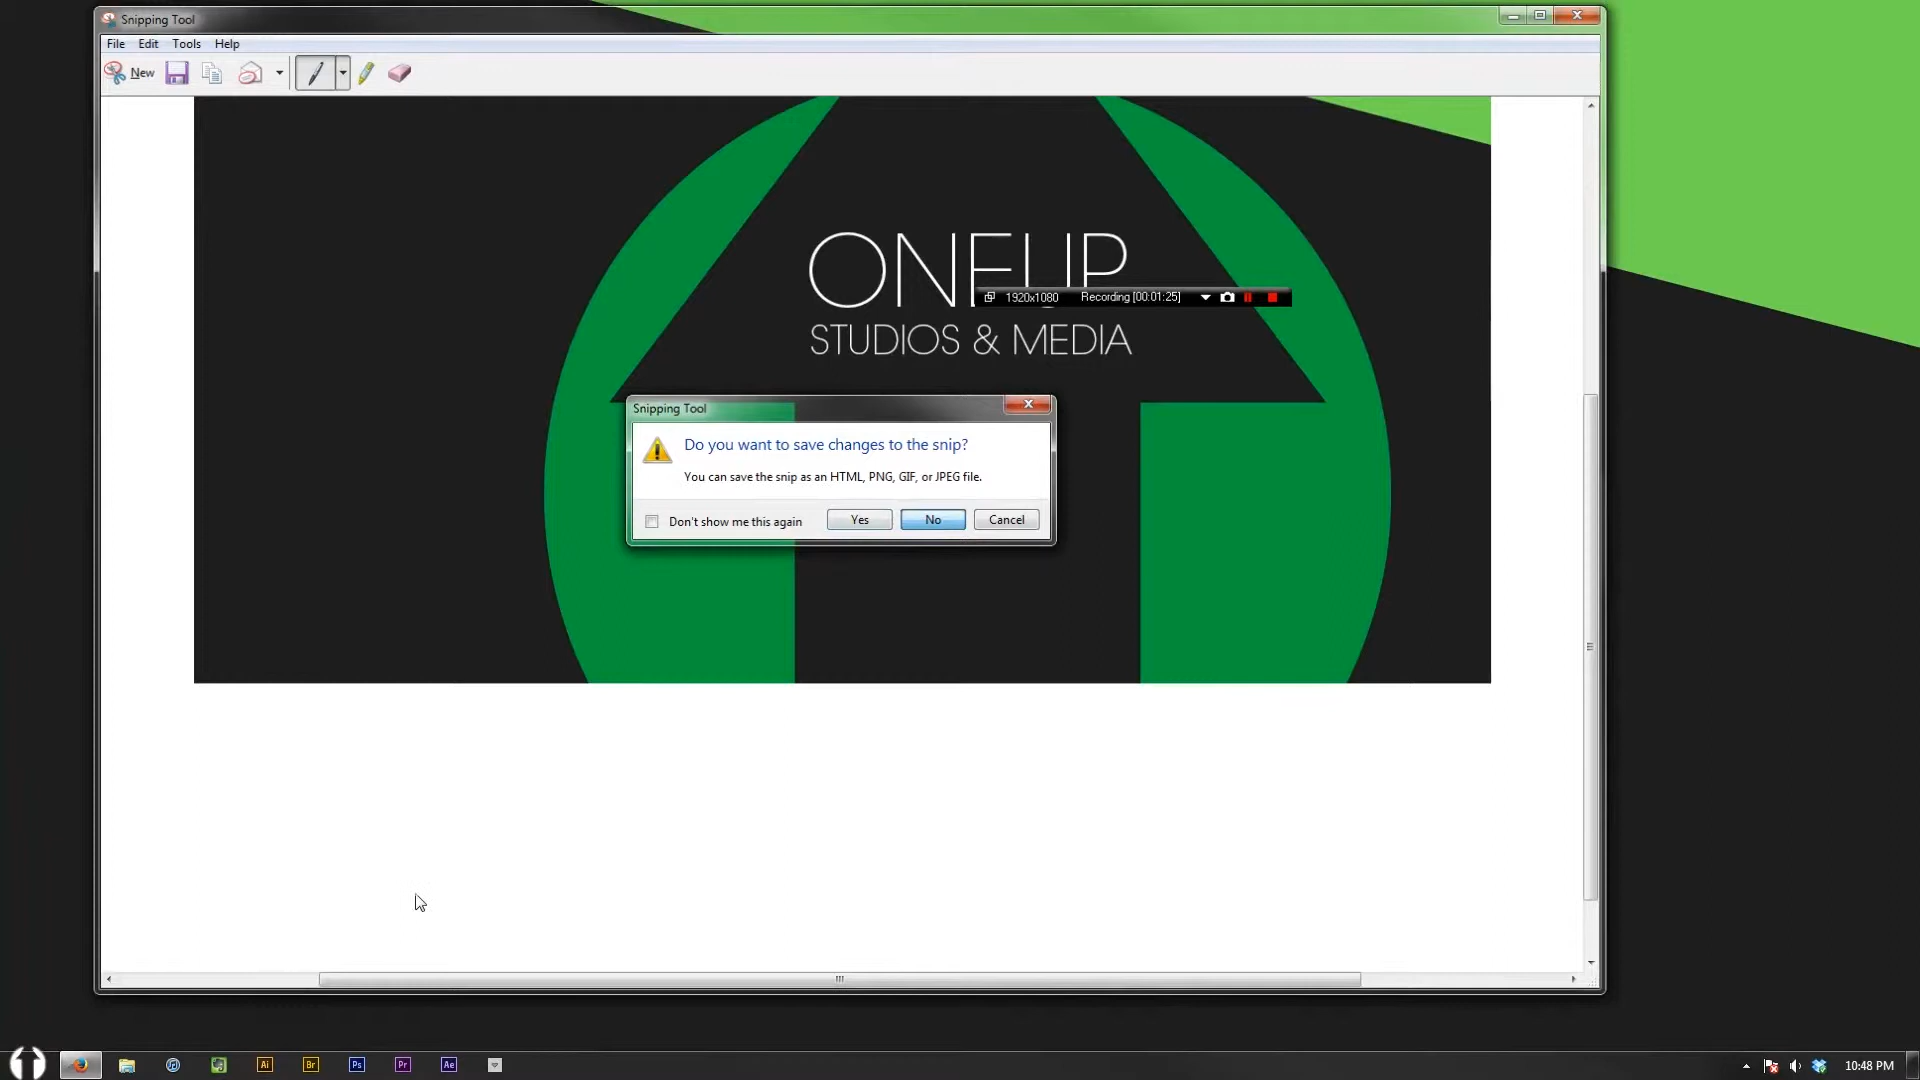 Snipping Tool
File Edit Tools Help
New
ONEUP
1920x1080 Recording [00:01:25]
STUDIOS & MEDIA
Snipping Tool
Do you want to save changes to the snip?
You can save the snip as an HTML, PNG, GIF, or JPEG file.
Don't show me this again Yes No Cancel
Ai Br Ps Pr Ae 10:48 PM